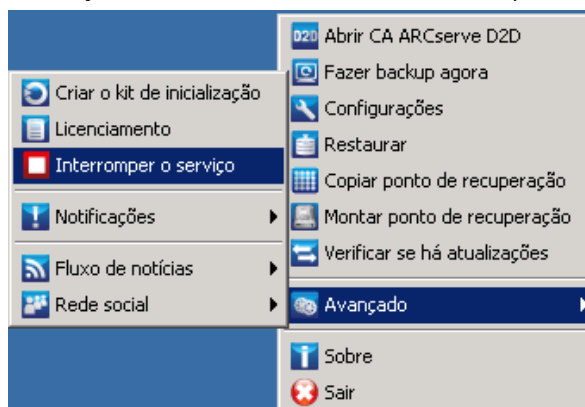 D2D Abrir CA ARCserve D2D
Fazer backup agora
Configurações
Restaurar
Copiar ponto de recuperação
Montar ponto de recuperação
Verificar se há atualizações
Avançado
Sobre
Sair
Criar o kit de inicialização
Licenciamento
Interromper o serviço
Notificações
Fluxo de notícias
Rede social